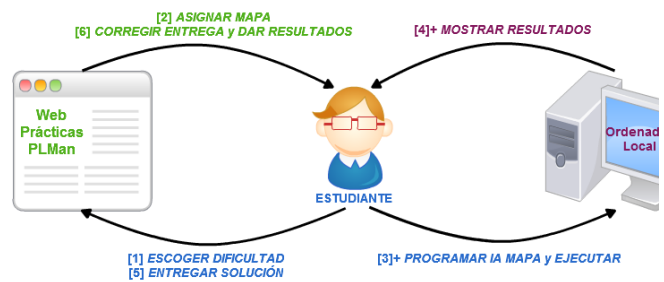 [2] ASIGNAR MAPA
[6] CORREGIR ENTREGA y DAR RESULTADOS
[4]+ MOSTRAR RESULTADOS
Web
Prácticas
PLMan
Local
ESTUDIANTE
[1] ESCOGER DIFICULTAD
[5] ENTREGAR SOLUCIÓN
[3]+ PROGRAMAR IA MAPA y EJECUTAR